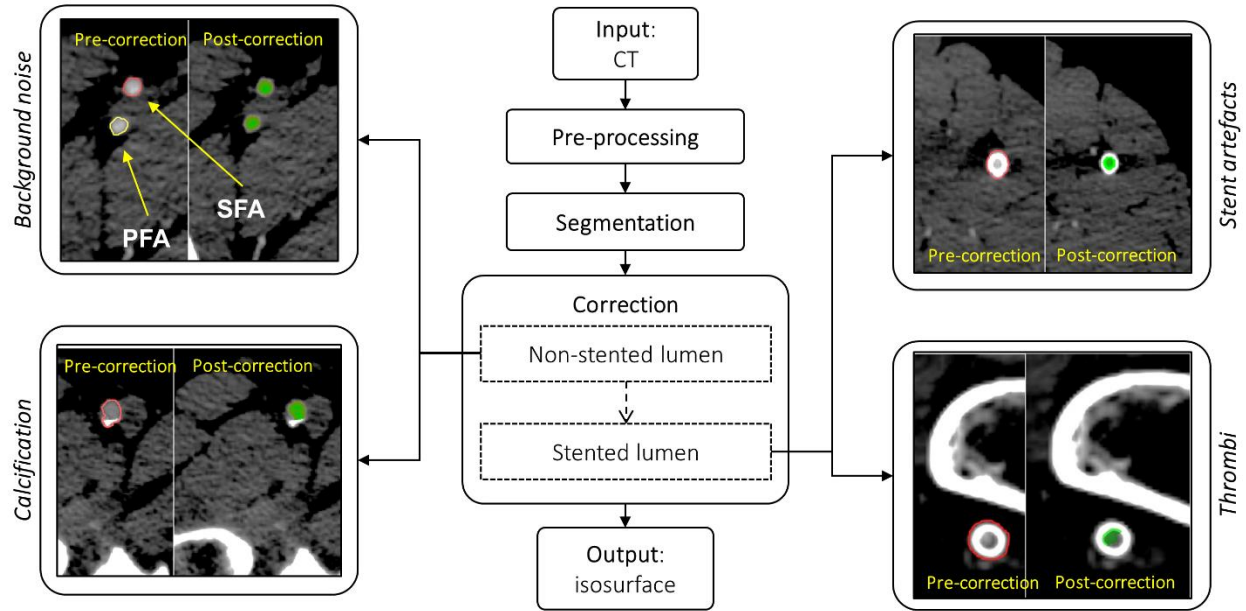 Background noise
Pre-correction
Post-correction
SFA
PFA
Calcification
Pre-correction
Post-correction
Input:
CT
Pre-processing
Segmentation
Correction
Non-stented lumen
Stented lumen
Output:
isosurface
Stent artefacts
Pre-correction
Post-correction
Thrombi
Pre-correction
Post-correction